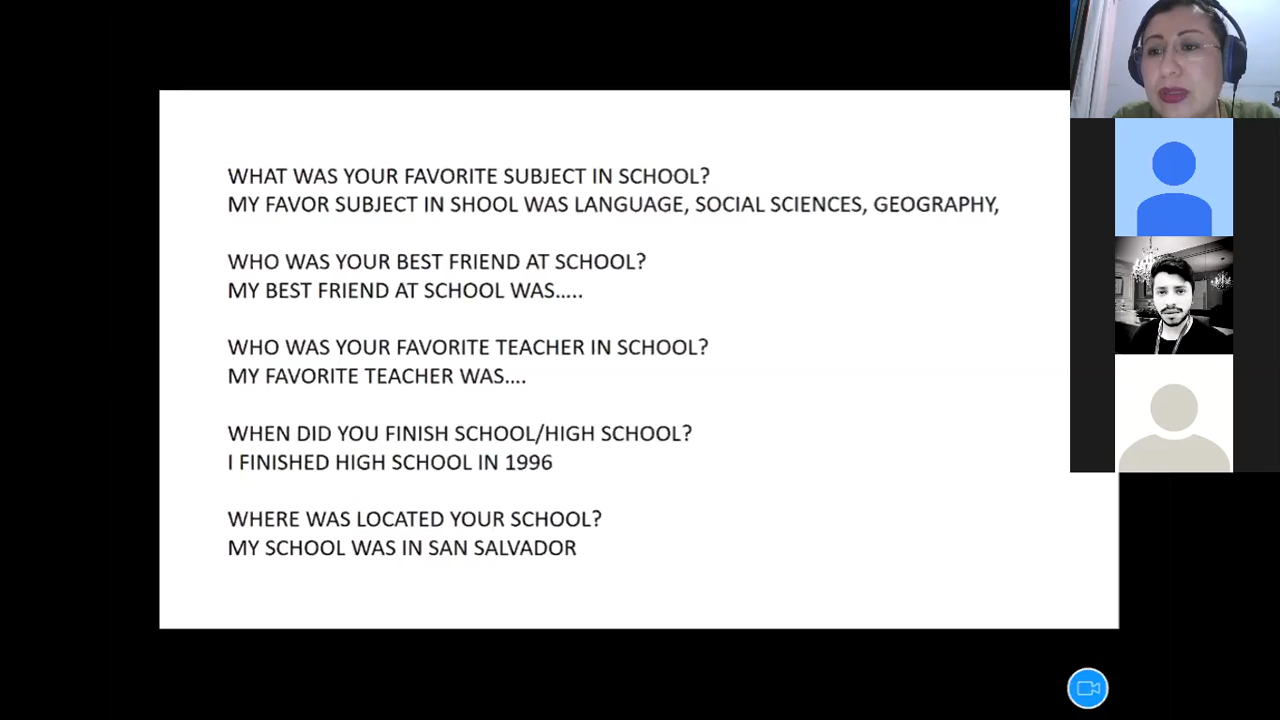 WHAT WAS YOUR FAVORITE SUBJECT IN SCHOOL?
MY FAVOR SUBJECT IN SHOOL WAS LANGUAGE, SOCIAL SCIENCES, GEOGRAPHY,
WHO WAS YOUR BEST FRIEND AT SCHOOL?
MY BEST FRIEND AT SCHOOL WAS.....
WHO WAS YOUR FAVORITE TEACHER IN SCHOOL?
MY FAVORITE TEACHER WAS....
WHEN DID YOU FINISH SCHOOL/HIGH SCHOOL?
I FINISHED HIGH SCHOOL IN 1996
WHERE WAS LOCATED YOUR SCHOOL?
MY SCHOOL WAS IN SAN SALVADOR